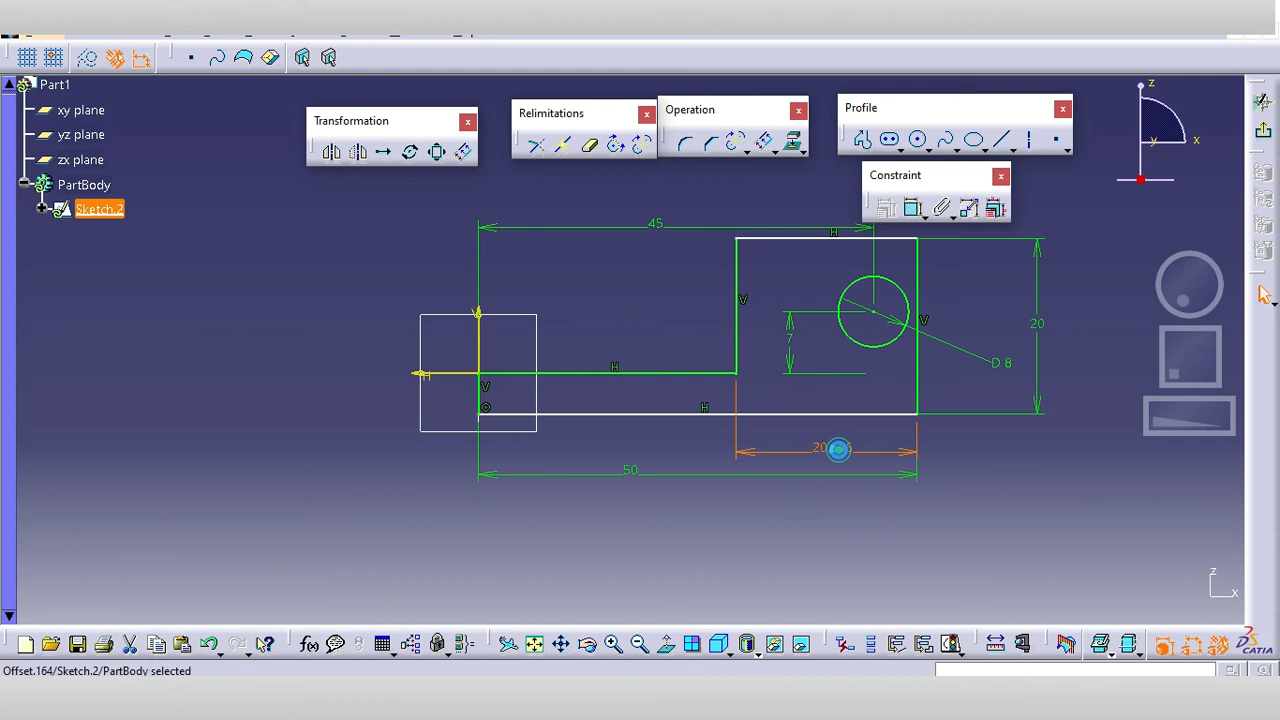 Part1
xy plane
yz plane
zx plane
PartBody
Sketch.2
Transformation
Relimitations
Operation
Profile
Constraint
z
x
y
45
H
V
V
20
7
D 8
H
H
V
H
20
50
z
x
CATIA
Offset.164/Sketch.2/PartBody selected